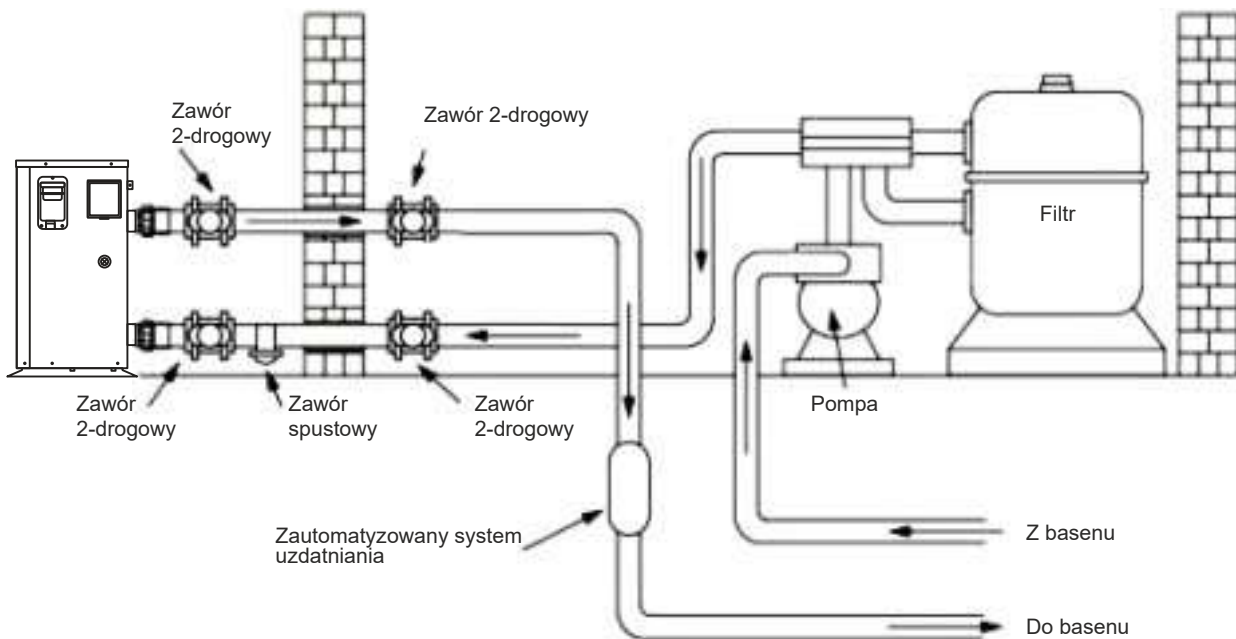 Zawór
2-drogowy
Zawór 2-drogowy
Filtr
Zawór
2-drogowy
Zawór
spustowy
Zawór
2-drogowy
Pompa
Zautomatyzowany system
uzdatniania
Z basenu
Do basenu